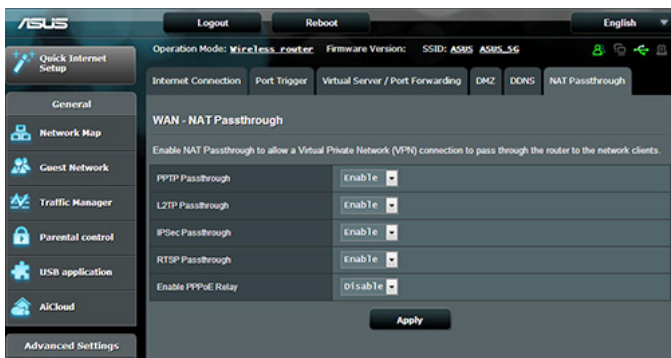 ASUS
Logout
Reboot
English
Quick Internet Setup
Operation Mode: Wireless router Firmware Version: SSID: ASUS ASUS_5G
Internet Connection
Port Trigger
Virtual Server / Port Forwarding
DMZ
DDNS
NAT Passthrough
General
Network Map
Guest Network
Traffic Manager
Parental control
USB application
AiCloud
Advanced Settings
WAN - NAT Passthrough
Enable NAT Passthrough to allow a Virtual Private Network (VPN) connection to pass through the router to the network clients.
PPTP Passthrough Enable
L2TP Passthrough Enable
IPSec Passthrough Enable
RTSP Passthrough Enable
Enable PPPoE Relay Disable
Apply